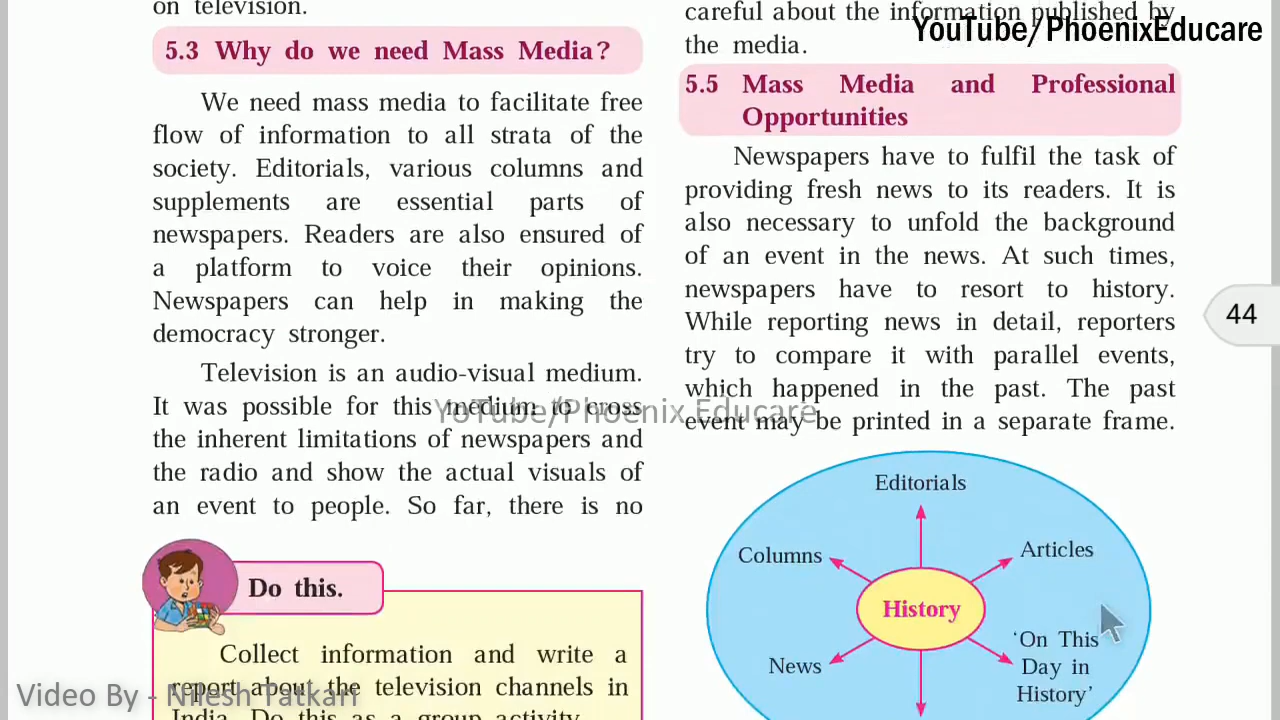 on television.
5.3 Why do we need Mass Media?
We need mass media to facilitate free
flow of information to all strata of the
society. Editorials, various columns and
supplements are essential parts of
newspapers. Readers are also ensured of
a platform to voice their opinions.
Newspapers can help in making the
democracy stronger.
Television is an audio-visual medium.
It was possible for this medium to cross
the inherent limitations of newspapers and
the radio and show the actual visuals of
an event to people. So far, there is no
Do this.
Collect information and write a
report about the television channels in
India. Do this as a group activity.
careful about the information published by
the media.
5.5 Mass Media and Professional
Opportunities
Newspapers have to fulfil the task of
providing fresh news to its readers. It is
also necessary to unfold the background
of an event in the news. At such times,
newspapers have to resort to history.
While reporting news in detail, reporters
try to compare it with parallel events,
which happened in the past. The past
event may be printed in a separate frame.
Editorials
Columns
Articles
History
News
'On This
Day in
History'
44
YouTube/PhoenixEducare
YoTube/Phoenix Educare
Video By - Nilesh Tatkari